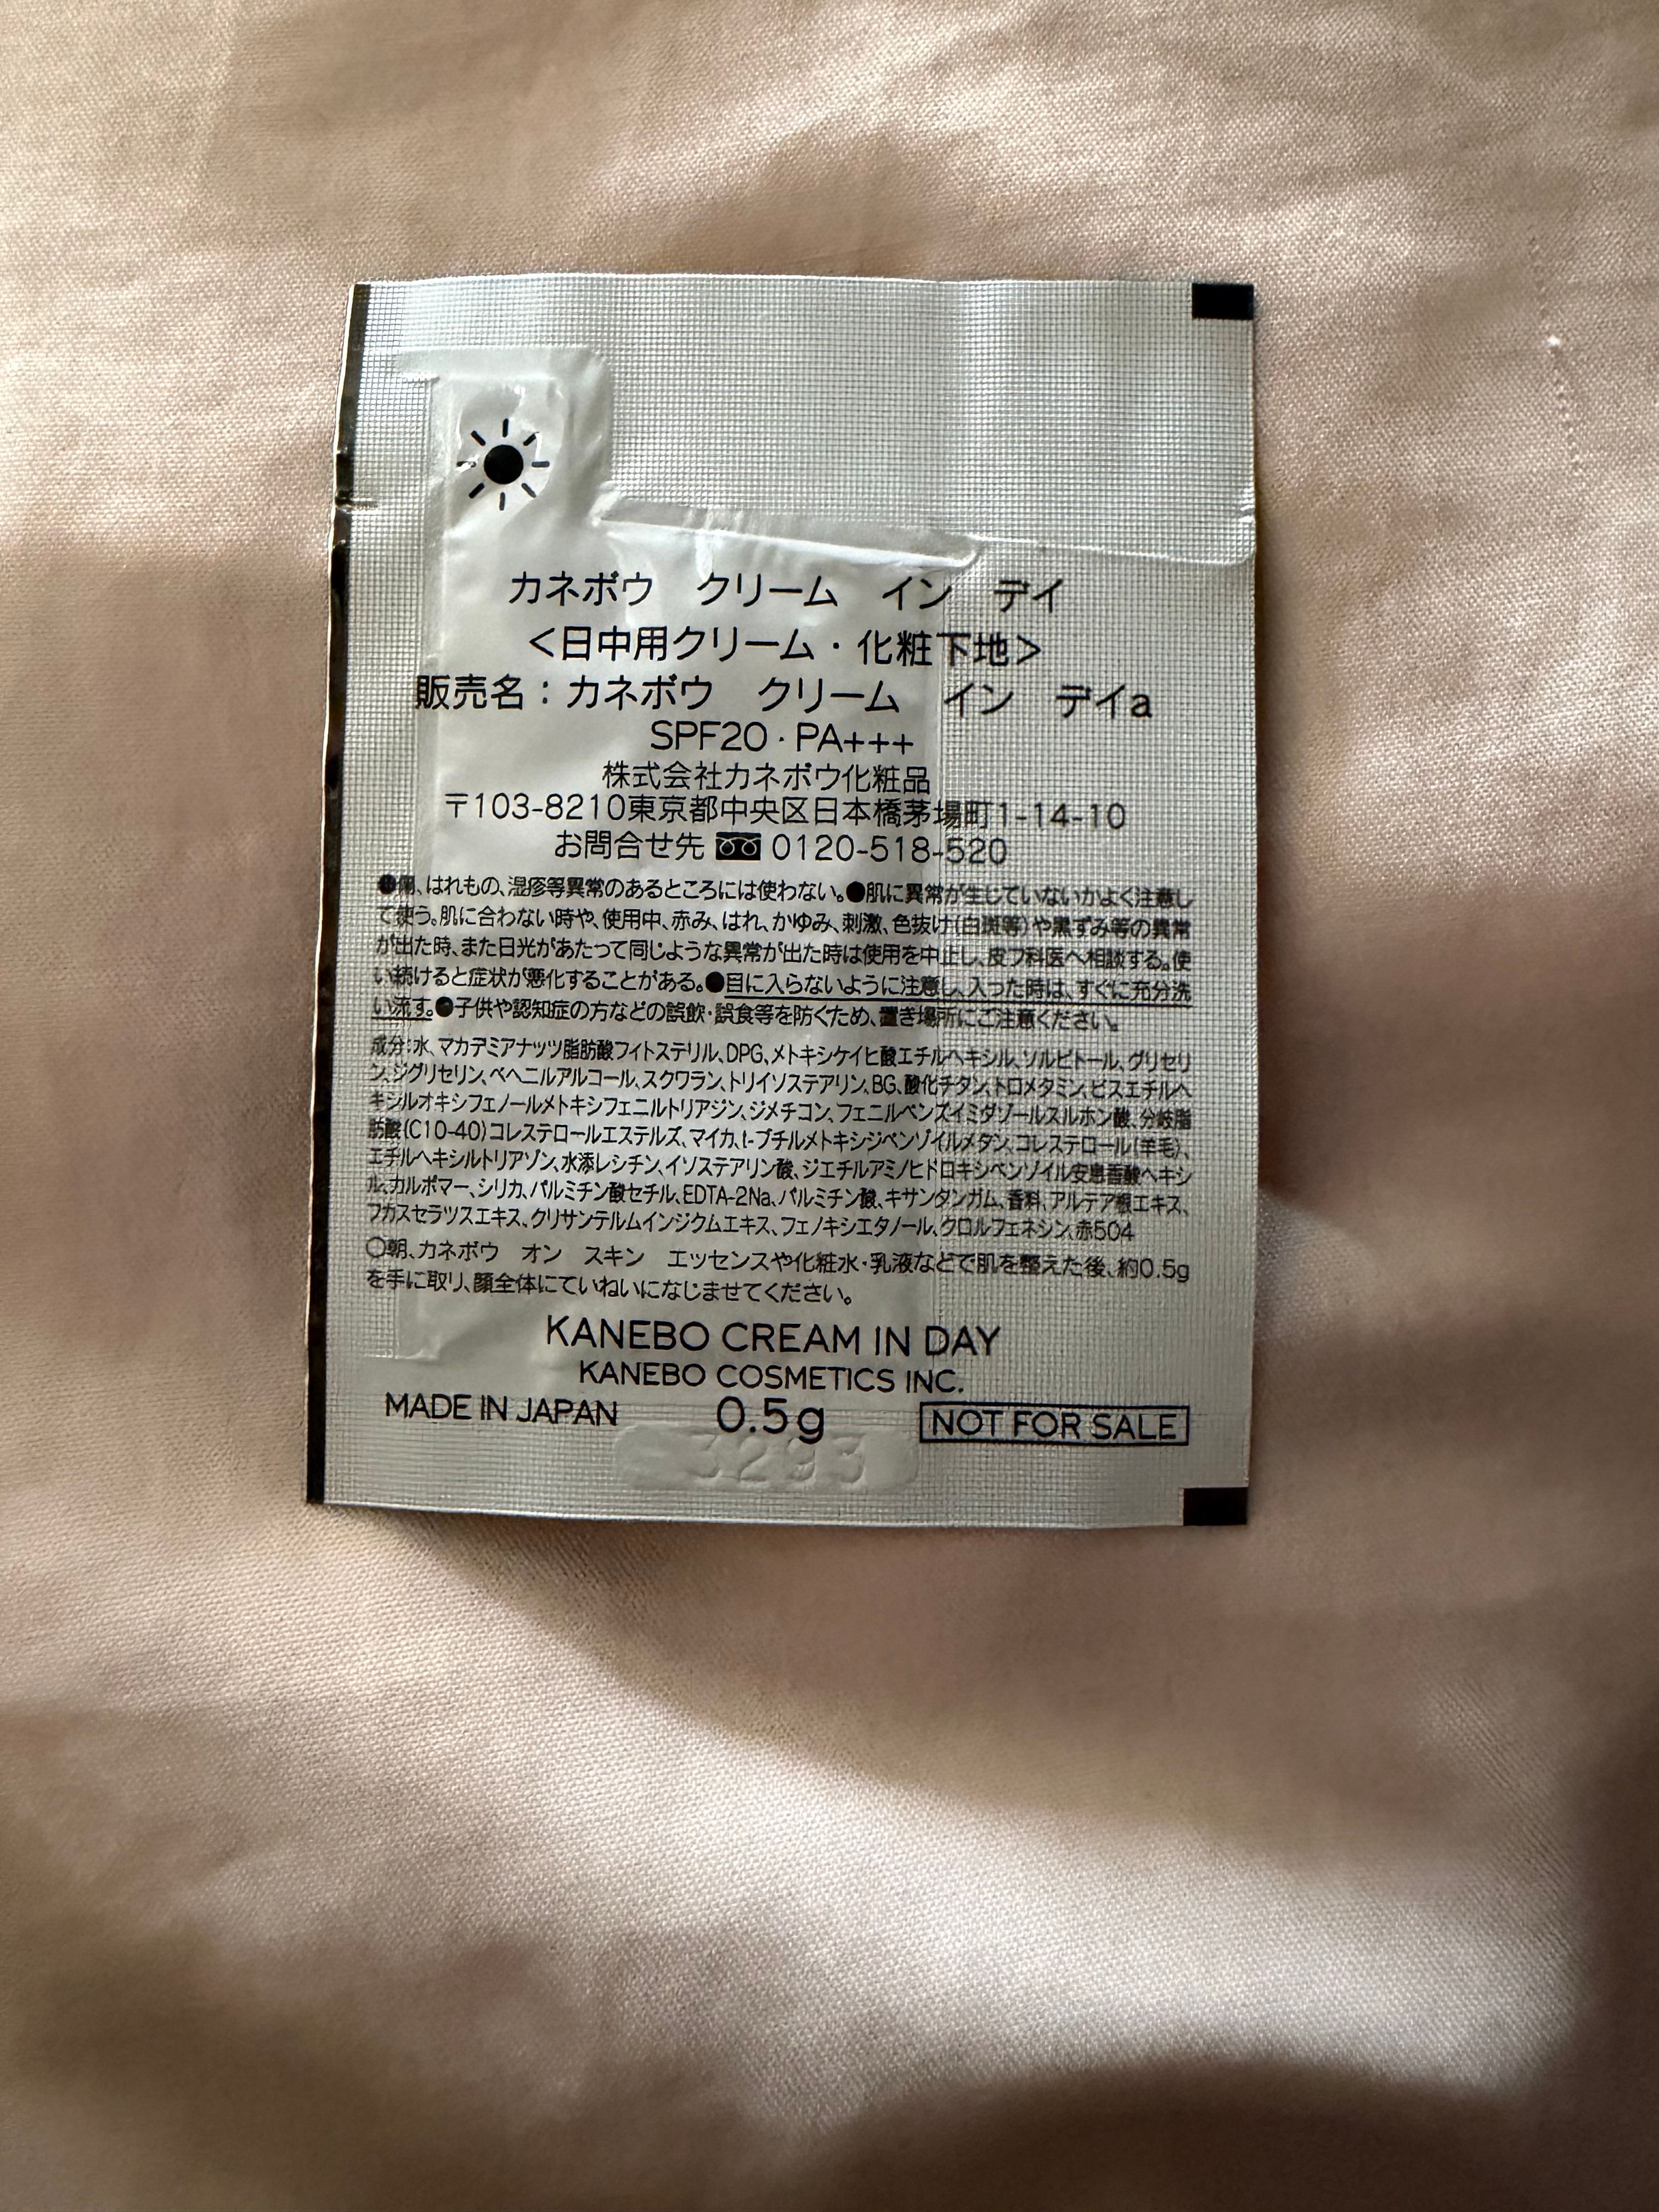 カネボウ クリーム イン デイ
＜日中用クリーム・化粧下地＞
販売名：カネボウ クリーム イン デイa
SPF20・PA+++
株式会社カネボウ化粧品
〒103-8210東京都中央区日本橋茅場町1-14-10
お問合せ先 0120-518-520
●傷、はれもの、湿疹等異常のあるところには使わない。●肌に異常が生じていないかよく注意し
て使う。肌に合わない時や、使用中、赤み、はれ、かゆみ、刺激、色抜け(白斑等)や黒ずみ等の異常
が出た時、また日光があたって同じような異常が出た時は使用を中止し、皮フ科医へ相談する。使
い続けると症状が悪化することがある。●目に入らないように注意し、入った時は、すぐに充分洗
い流す。●子供や認知症の方などの誤飲・誤食等を防ぐため、置き場所にご注意ください。
成分：水、マカデミアナッツ脂肪酸フィトステリル、DPG、メトキシケイヒ酸エチルヘキシル、ソルビトール、グリセリ
ン、ジグリセリン、ベヘニルアルコール、スクワラン、トリイソステアリン、BG、酸化チタン、トロメタミン、ビスエチルヘ
キシルオキシフェノールメトキシフェニルトリアジン、ジメチコン、フェニルベンズイミダゾールスルホン酸、分岐脂
肪酸(C10-40)コレステロールエステルズ、マイカ、t-ブチルメトキシジベンゾイルメタン、コレステロール(羊毛)、
エチルヘキシルトリアゾン、水添レシチン、イソステアリン酸、ジエチルアミノヒドロキシベンゾイル安息香酸ヘキシ
ル、カルボマー、シリカ、パルミチン酸セチル、EDTA-2Na、パルミチン酸、キサンタンガム、香料、アルテア根エキス、
フカスセラツスエキス、クリサンテルムインジクムエキス、フェノキシエタノール、クロルフェネシン、赤504
○朝、カネボウ オン スキン エッセンスや化粧水・乳液などで肌を整えた後、約0.5g
を手に取り、顔全体にていねいになじませてください。
KANEBO CREAM IN DAY
KANEBO COSMETICS INC.
MADE IN JAPAN 0.5g NOT FOR SALE
3293